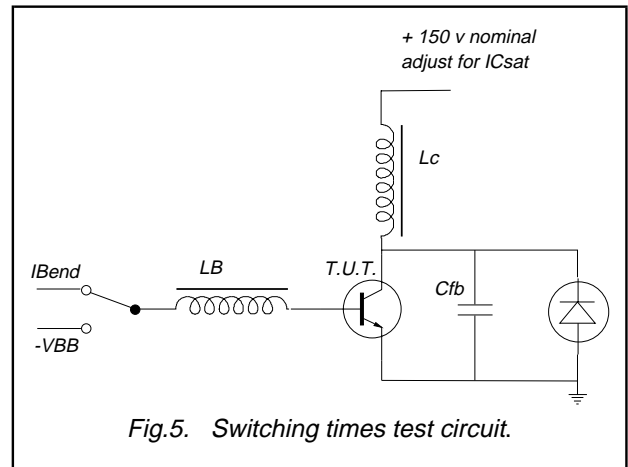 + 150 v nominal
adjust for ICsat
Lc
IBend
LB
T.U.T.
Cfb
-VBB
Fig.5. Switching times test circuit.